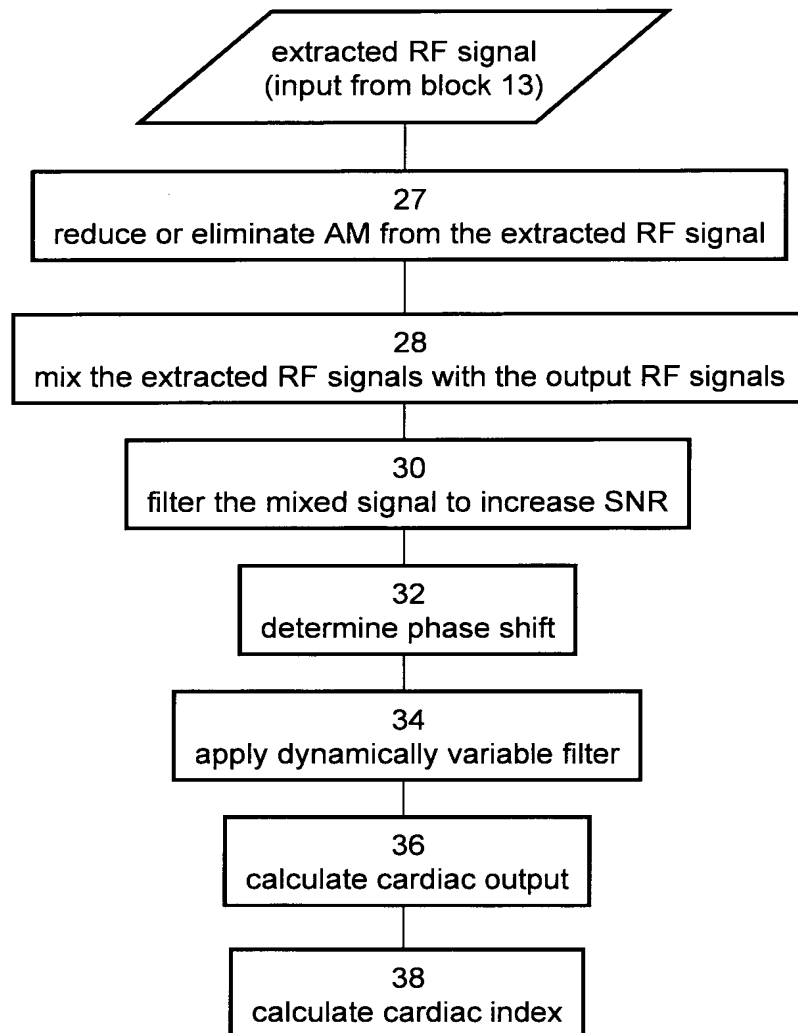 extracted RF signal
(input from block 13)
27
reduce or eliminate AM from the extracted RF signal
28
mix the extracted RF signals with the output RF signals
30
filter the mixed signal to increase SNR
32
determine phase shift
34
apply dynamically variable filter
36
calculate cardiac output
38
calculate cardiac index